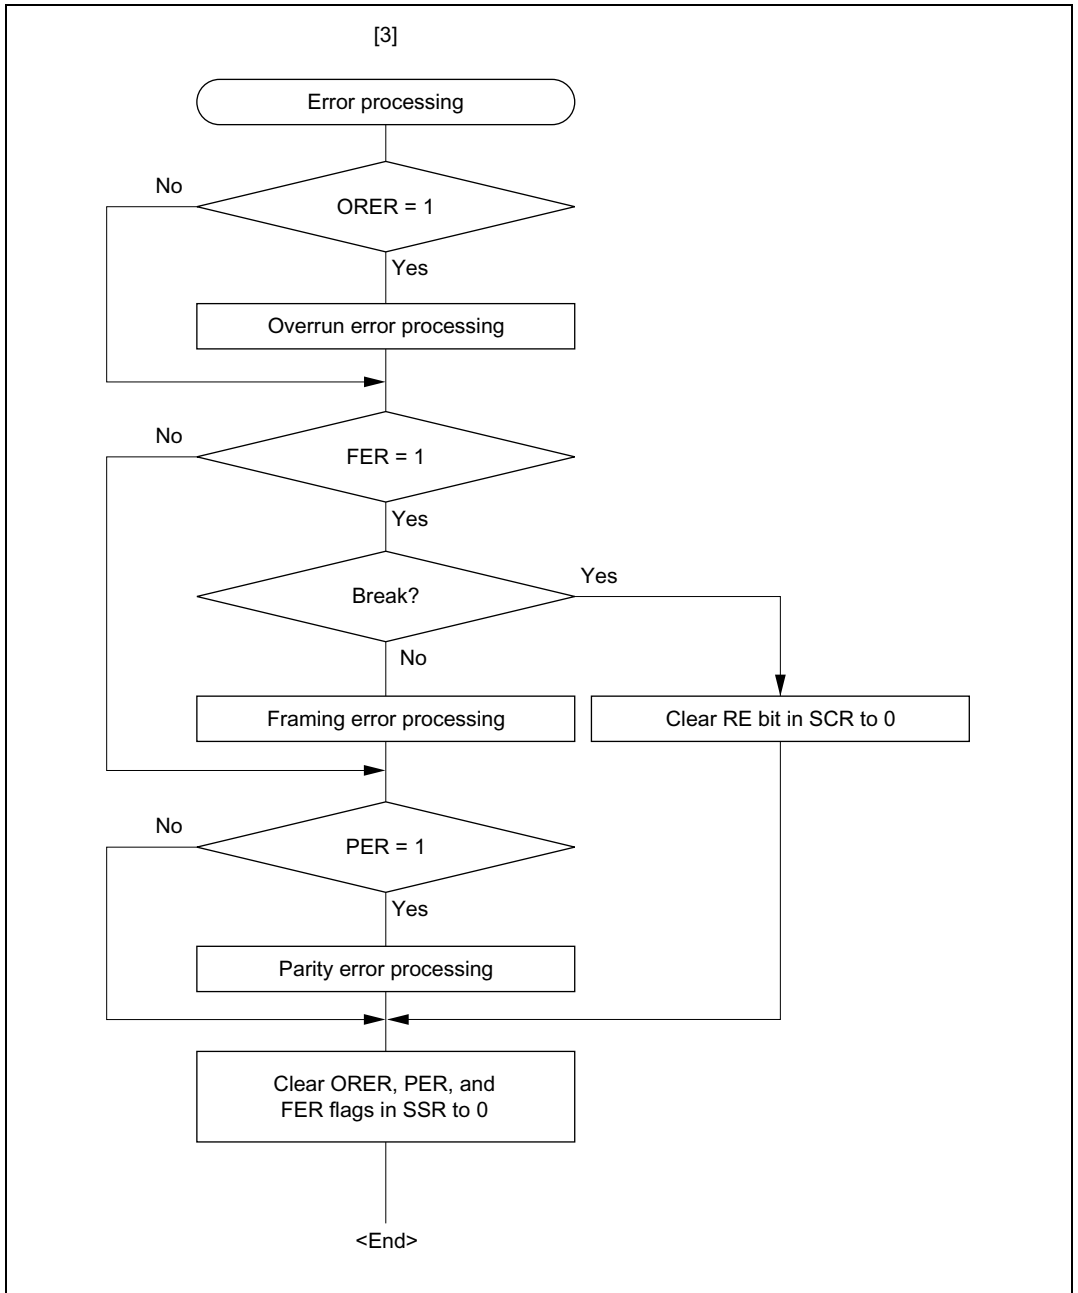 [3]
Error processing
No
ORER = 1
Yes
Overrun error processing
No
FER = 1
Yes
Yes
Break?
No
Framing error processing
Clear RE bit in SCR to 0
No
PER = 1
Yes
Parity error processing
Clear ORER, PER, and
FER flags in SSR to 0
<End>